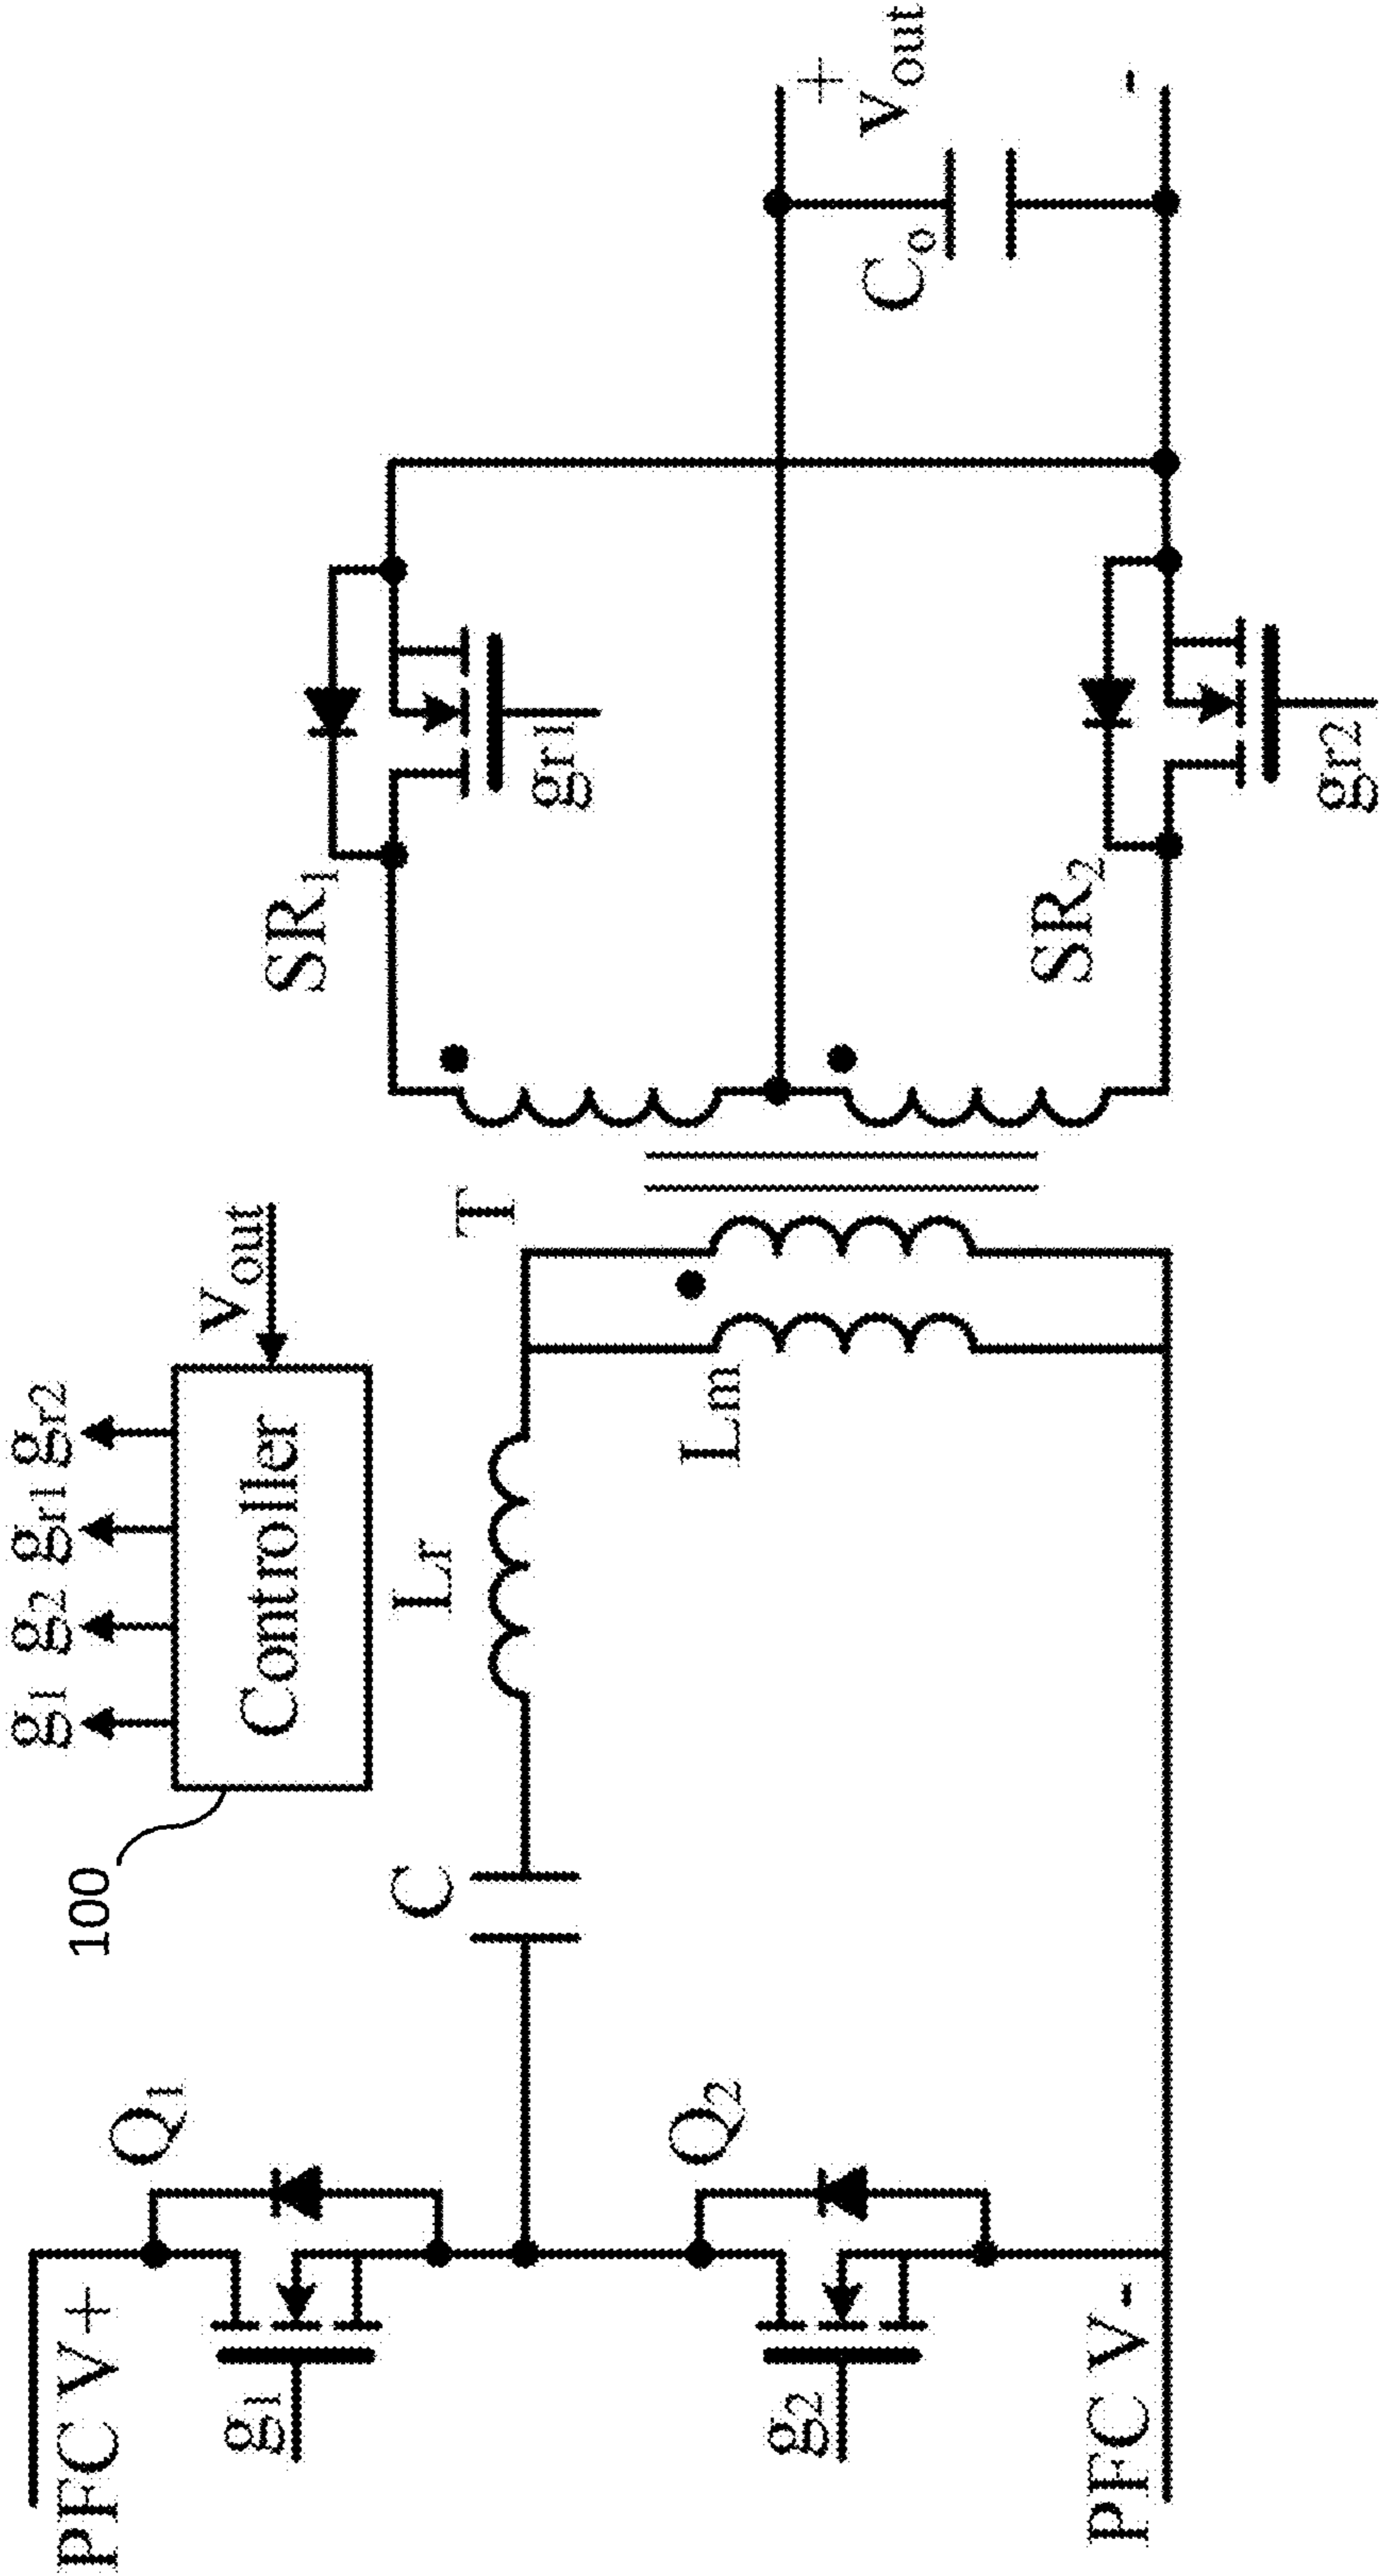 100
g1 g2 gr1 gr2
Controller
Vout
PFC V+
Q1
g1
C
Lr
T
SR1
gr1
+
Vout
Co
-
Lm
Q2
g2
SR2
gr2
PFC V-